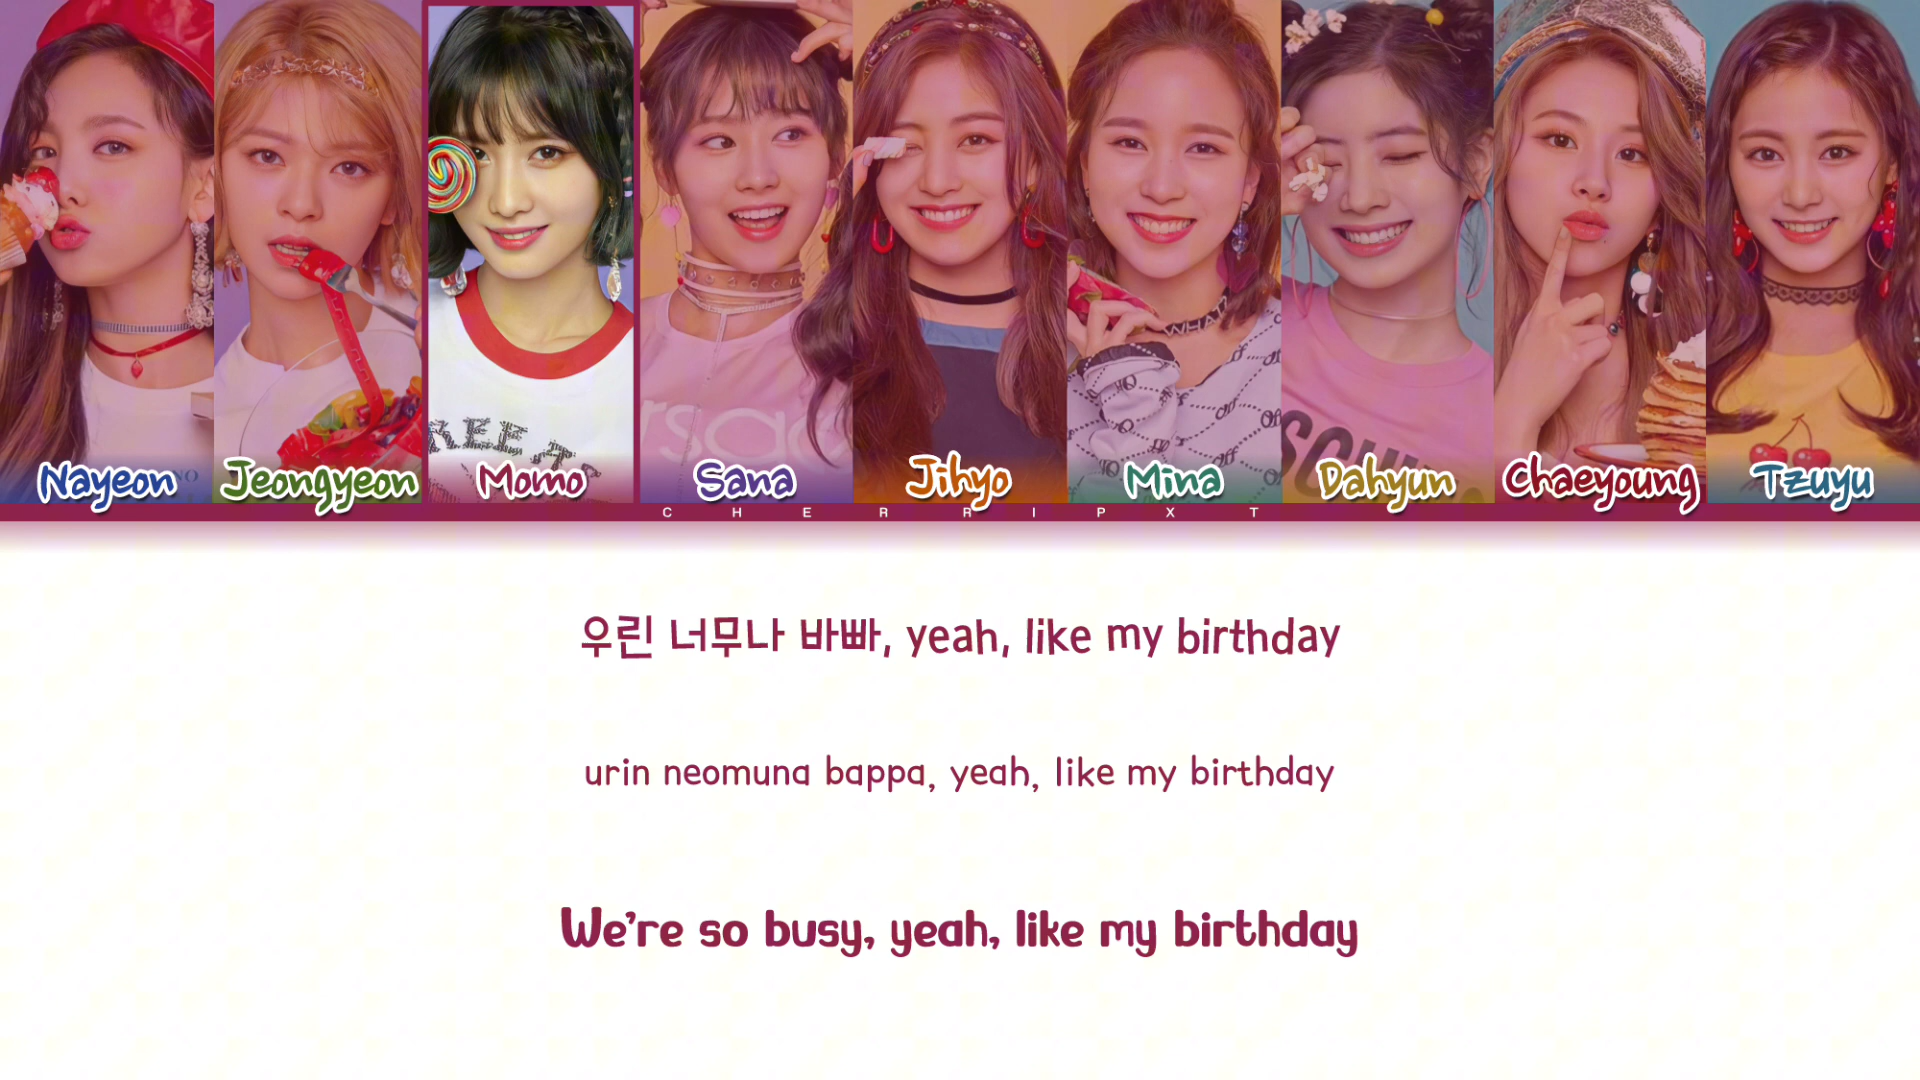 Nayeon Jeongyeon Momo Sana Jihyo Mina Dahyun Chaeyoung Tzuyu
CHERRIPXT
우린 너무나 바빠, yeah, like my birthday
urin neomuna bappa, yeah, like my birthday
We're so busy, yeah, like my birthday